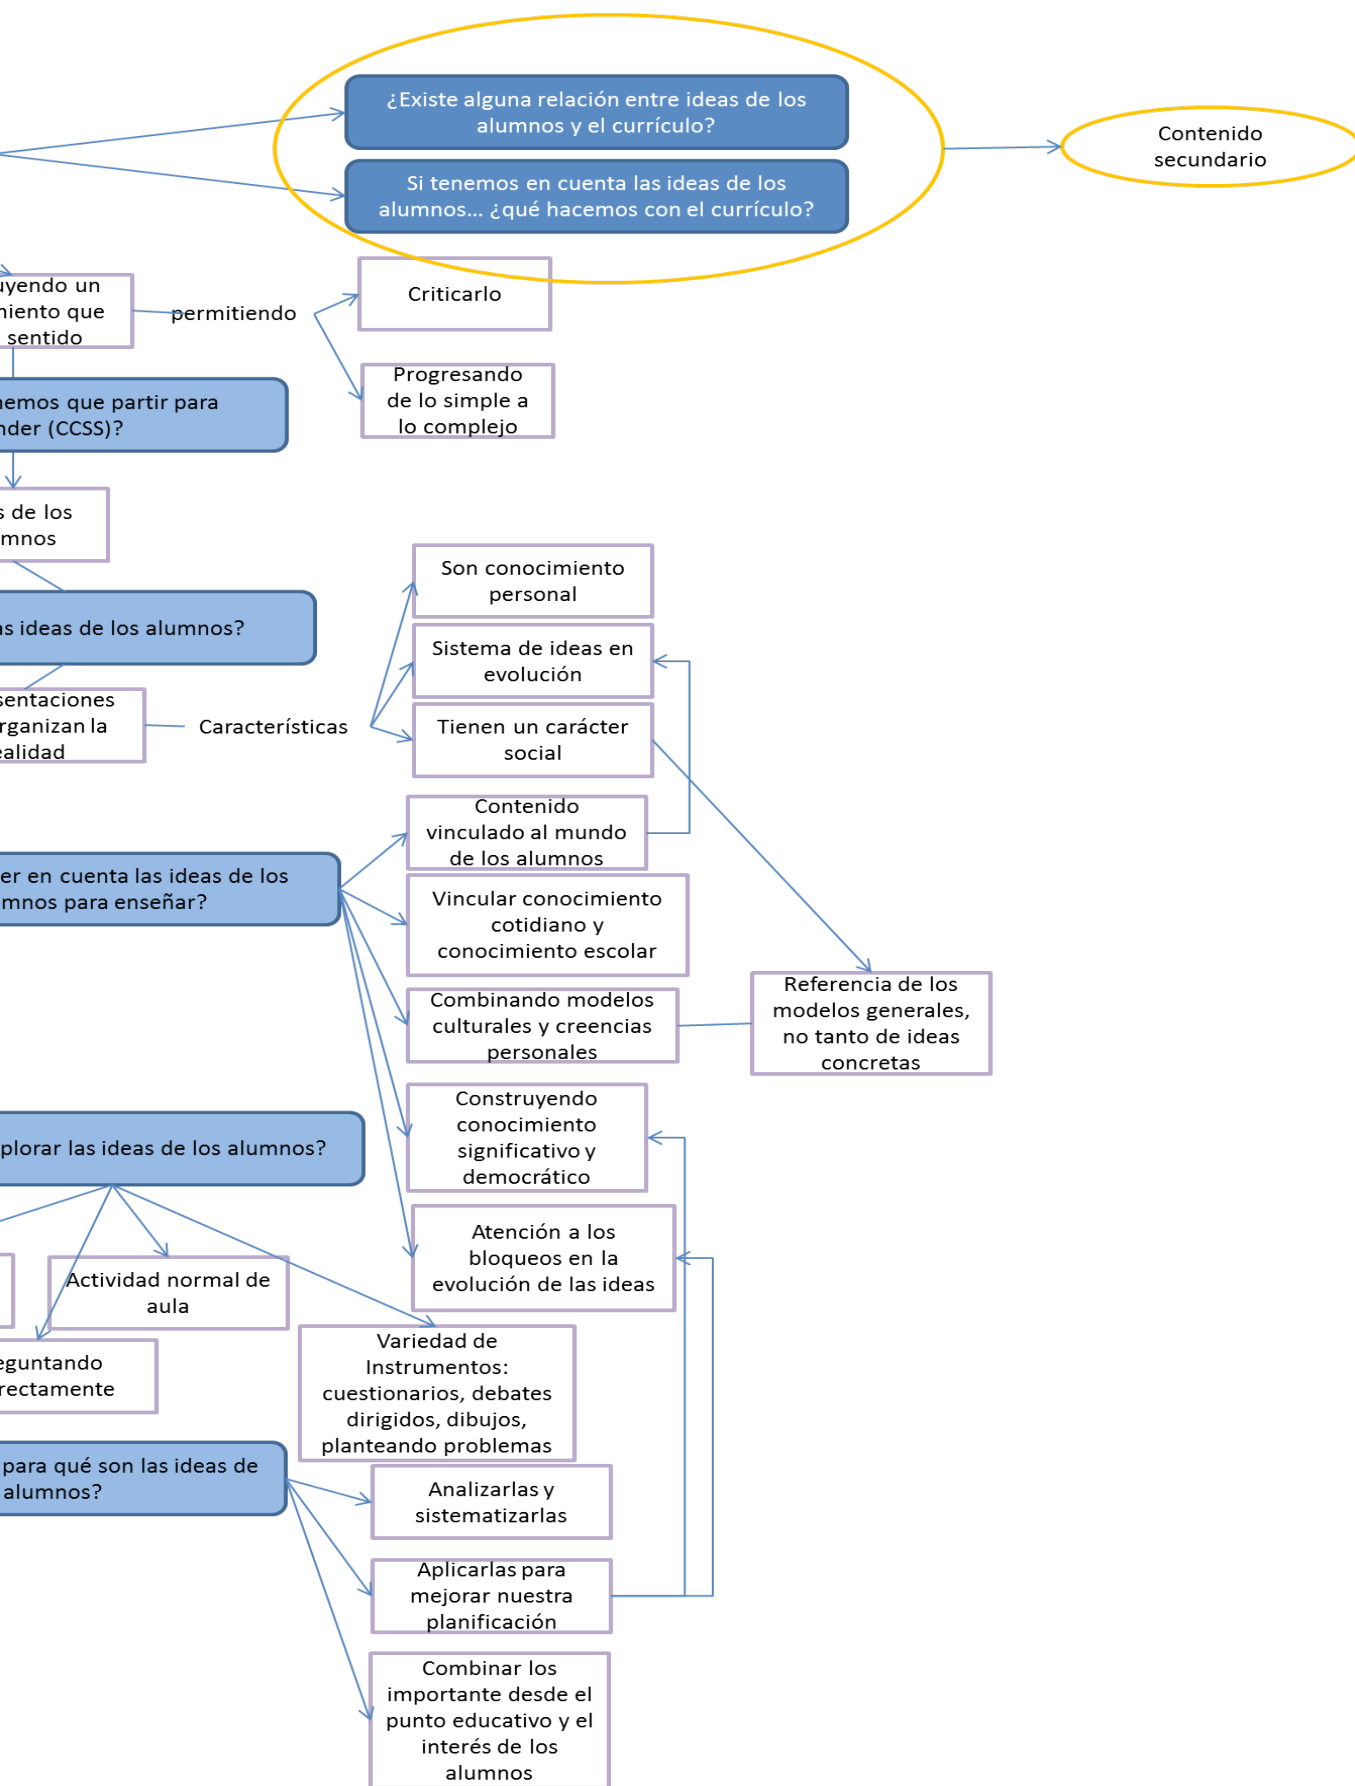 ¿Existe alguna relación entre ideas de los
alumnos y el currículo?
Si tenemos en cuenta las ideas de los
alumnos... ¿qué hacemos con el currículo?
Contenido
secundario
uyendo un
miento que
sentido
permitiendo
Criticarlo
Progresando
de lo simple a
lo complejo
nemos que partir para
nder (CCSS)?
s de los
mnos
as ideas de los alumnos?
sentaciones
rganizan la
ealidad
Características
Son conocimiento
personal
Sistema de ideas en
evolución
Tienen un carácter
social
Contenido
vinculado al mundo
de los alumnos
er en cuenta las ideas de los
mnos para enseñar?
Vincular conocimiento
cotidiano y
conocimiento escolar
Combinando modelos
culturales y creencias
personales
Referencia de los
modelos generales,
no tanto de ideas
concretas
Construyendo
conocimiento
significativo y
democrático
plorar las ideas de los alumnos?
Atención a los
bloqueos en la
evolución de las ideas
Actividad normal de
aula
eguntando
rectamente
Variedad de
Instrumentos:
cuestionarios, debates
dirigidos, dibujos,
planteando problemas
para qué son las ideas de
alumnos?
Analizarlas y
sistematizarlas
Aplicarlas para
mejorar nuestra
planificación
Combinar los
importante desde el
punto educativo y el
interés de los
alumnos